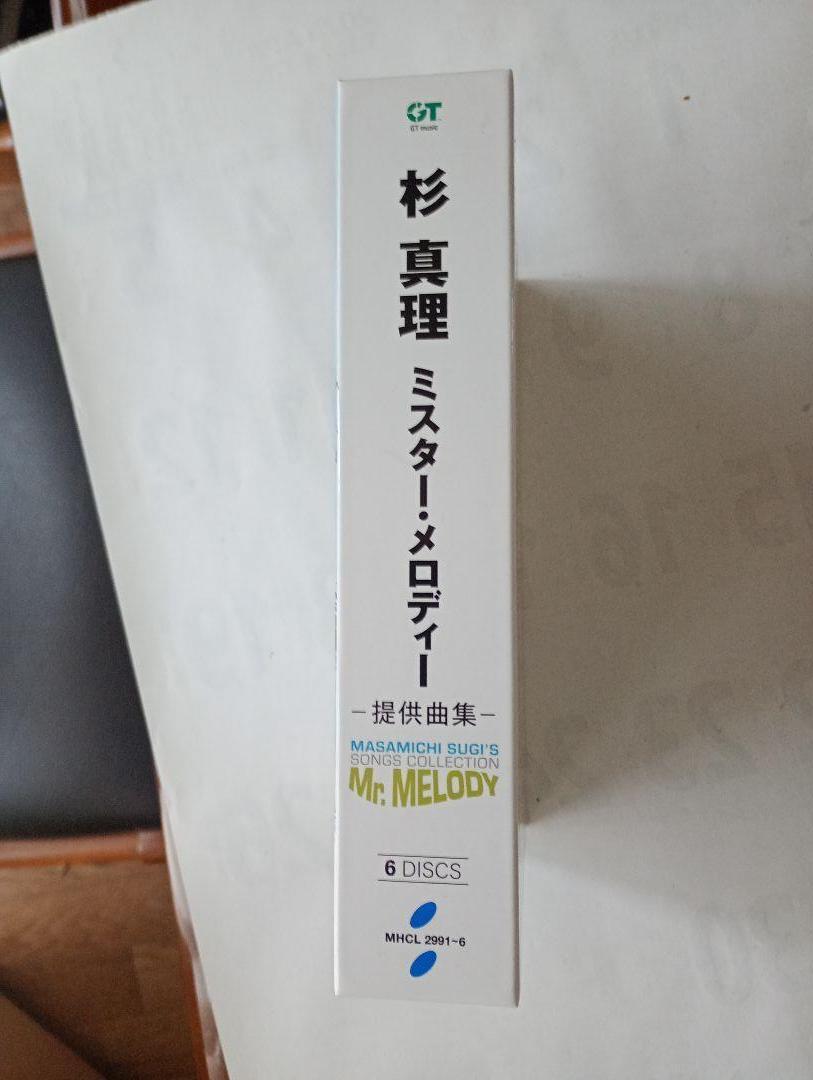 GT
GT music
杉 真理
ミスター・メロディー
−提供曲集−
MASAMICHI SUGI'S
SONGS COLLECTION
Mr. MELODY
6 DISCS
MHCL 2991~6